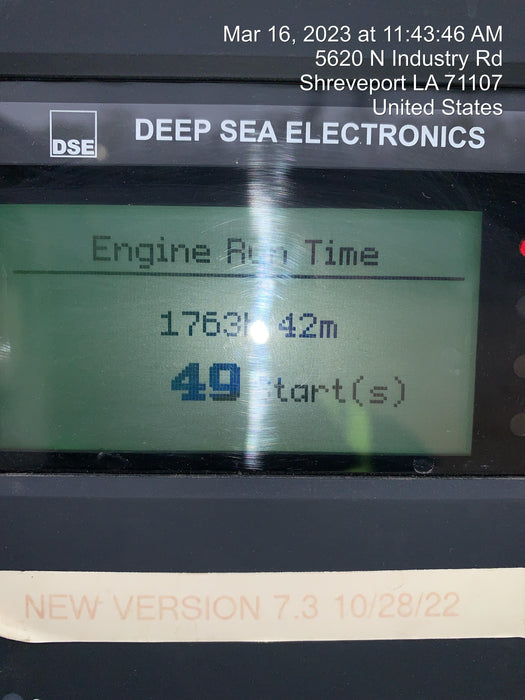 Mar 16, 2023 at 11:43:46 AM
5620 N Industry Rd
Shreveport LA 71107
United States
DSE DEEP SEA ELECTRONICS
Engine Run Time
1763h 42m
49 Start(s)
NEW VERSION 7.3 10/28/22